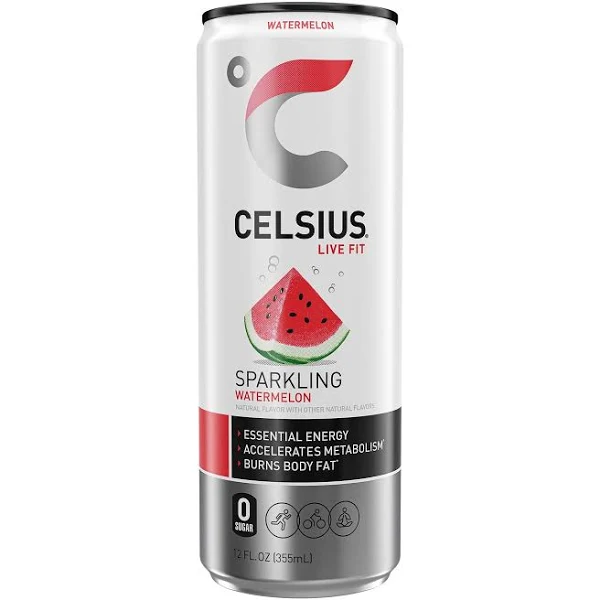 WATERMELON
CELSIUS®
LIVE FIT
SPARKLING
WATERMELON
NATURAL FLAVOR WITH OTHER NATURAL FLAVORS
ESSENTIAL ENERGY
ACCELERATES METABOLISM*
BURNS BODY FAT*
0
SUGAR
12 FL. OZ (355mL)